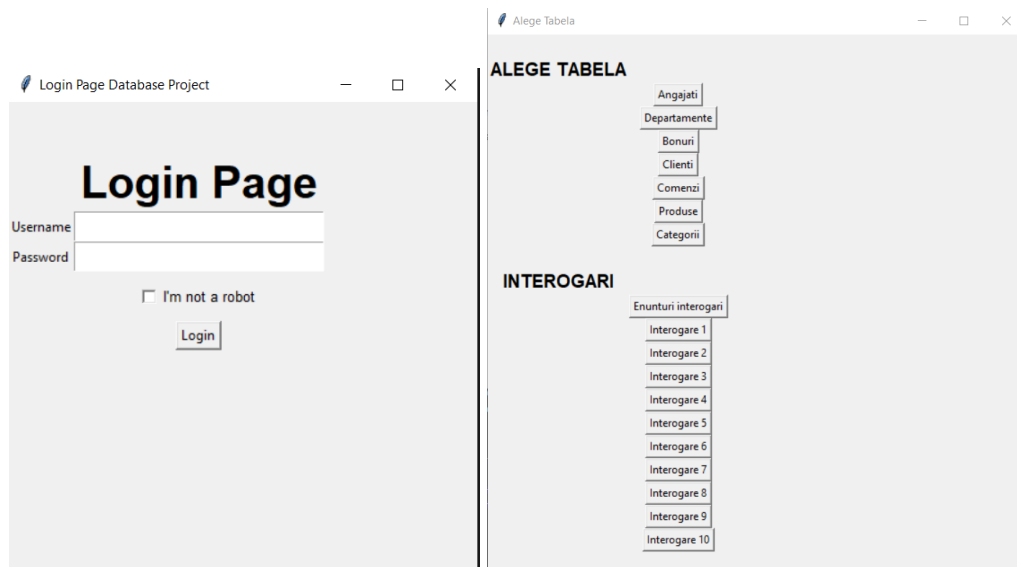 Login Page Database Project
Login Page
Username
Password
I'm not a robot
Login
Alege Tabela
ALEGE TABELA
Angajati
Departamente
Bonuri
Clienti
Comenzi
Produse
Categorii
INTEROGARI
Enunturi interogari
Interogare 1
Interogare 2
Interogare 3
Interogare 4
Interogare 5
Interogare 6
Interogare 7
Interogare 8
Interogare 9
Interogare 10